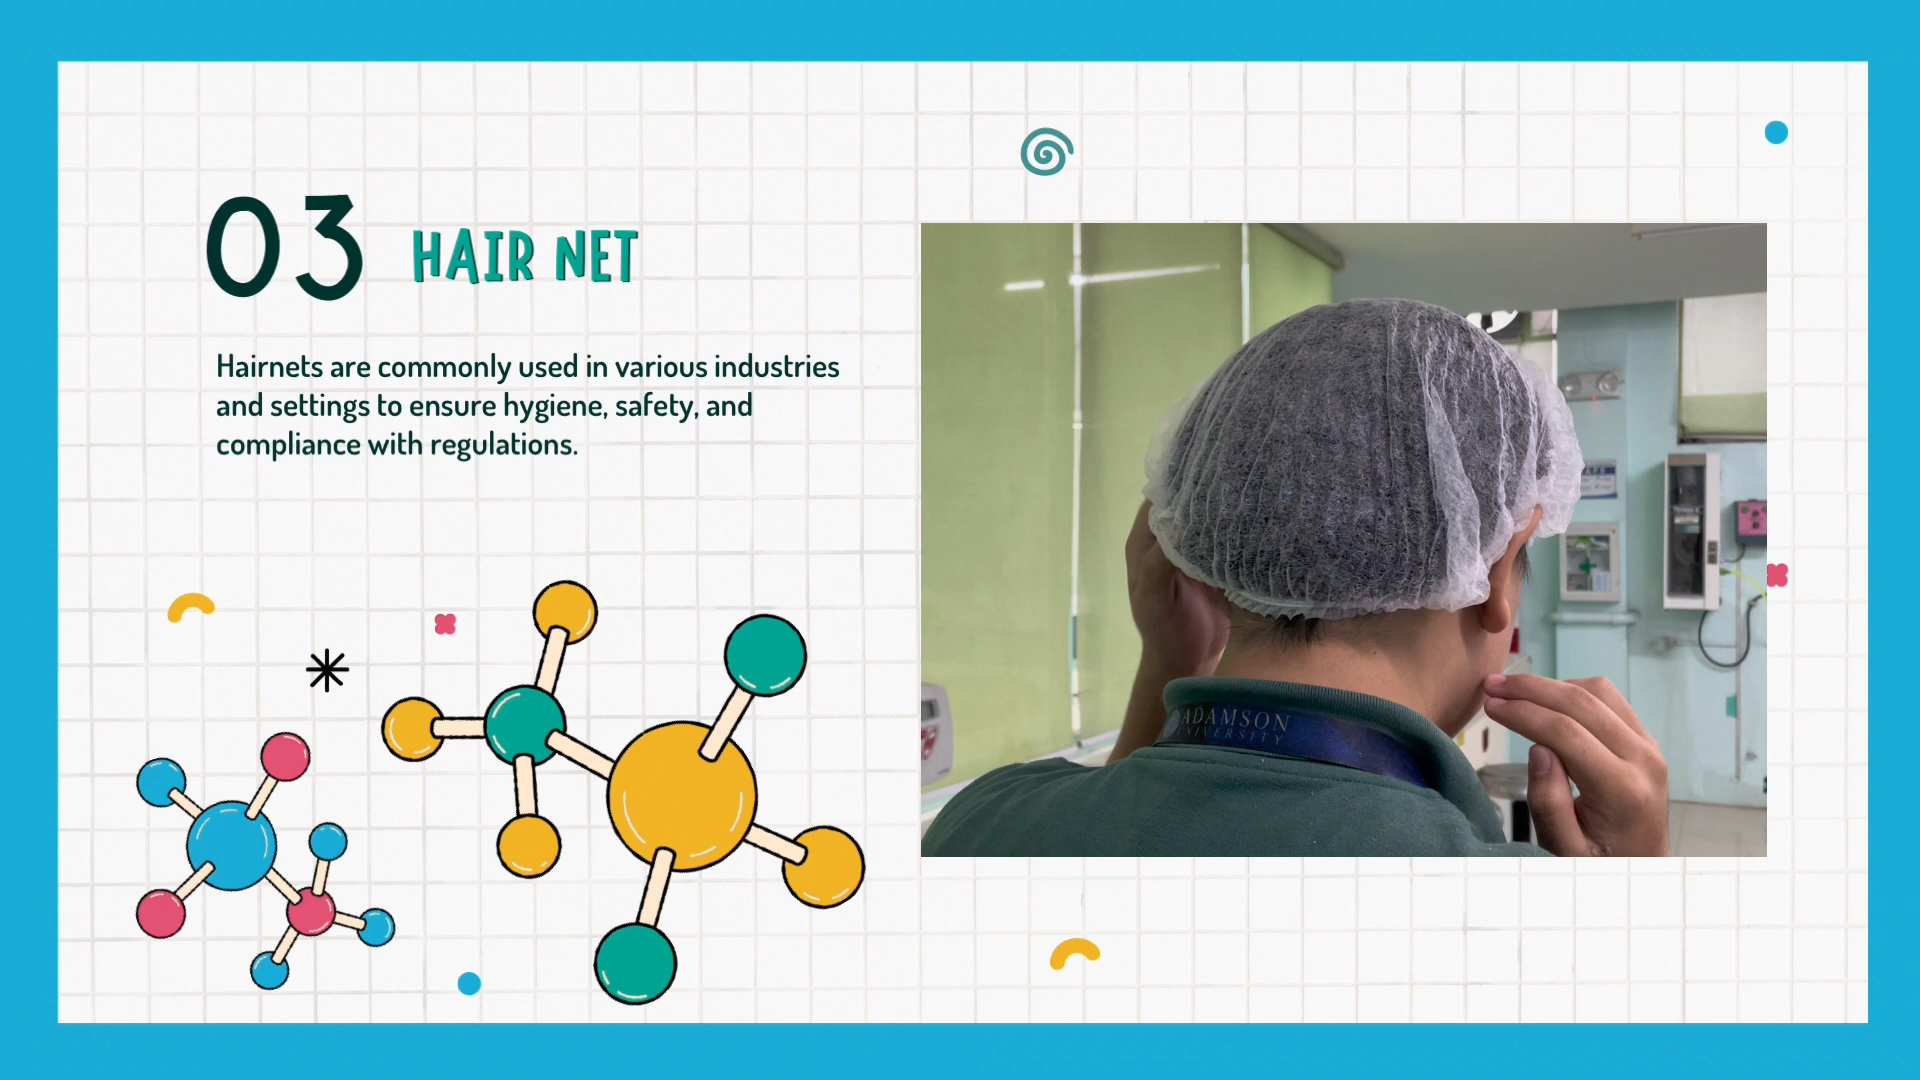 03 HAIR NET
Hairnets are commonly used in various industries
and settings to ensure hygiene, safety, and
compliance with regulations.
ADAMSON
UNIVERSITY